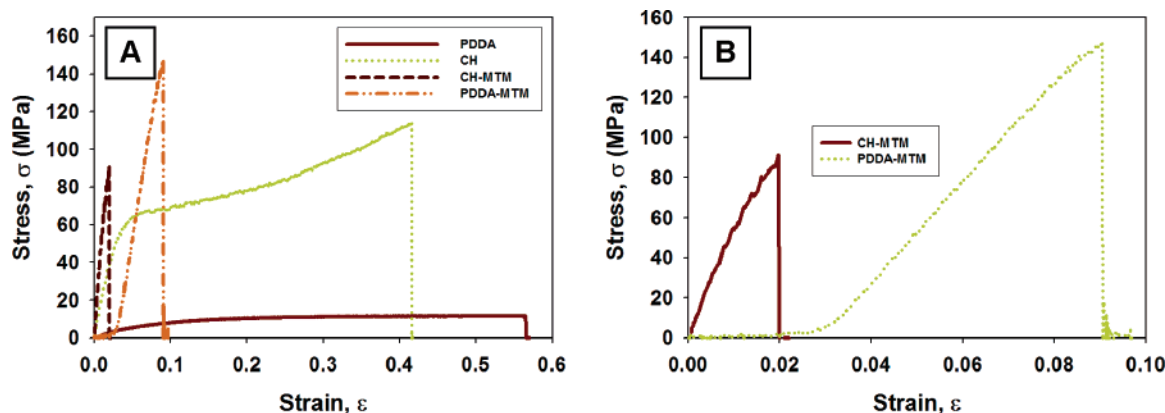 A
Stress, σ (MPa)
160
140
120
100
80
60
40
20
0
PDDA
CH
CH-MTM
PDDA-MTM
0.0 0.1 0.2 0.3 0.4 0.5 0.6
Strain, ε
B
Stress, σ (MPa)
160
140
120
100
80
60
40
20
0
CH-MTM
PDDA-MTM
0.00 0.02 0.04 0.06 0.08 0.10
Strain, ε